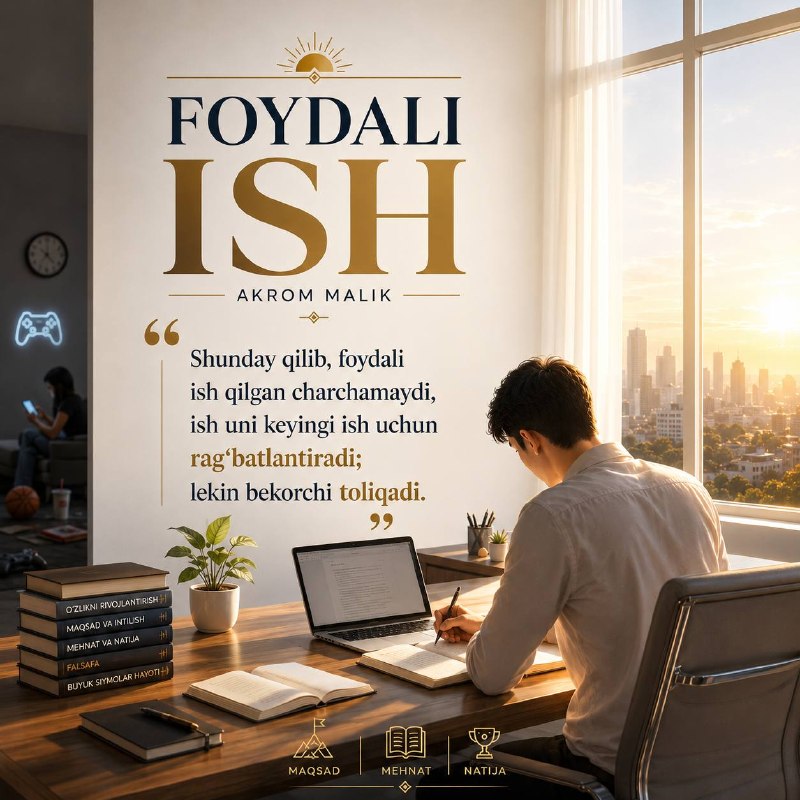 FOYDALI
ISH
AKROM MALIK
“
Shunday qilib, foydali
ish qilgan charchamaydi,
ish uni keyingi ish uchun
rag‘batlantiradi;
lekin bekorchi toliqadi.
”
O‘ZLIKNI RIVOJLANTIRISH
MAQSAD VA INTILISH
MEHNAT VA NATIJA
FALSAFA
BUYUK SIYMOLAR HAYOTI
MAQSAD
MEHNAT
NATIJA